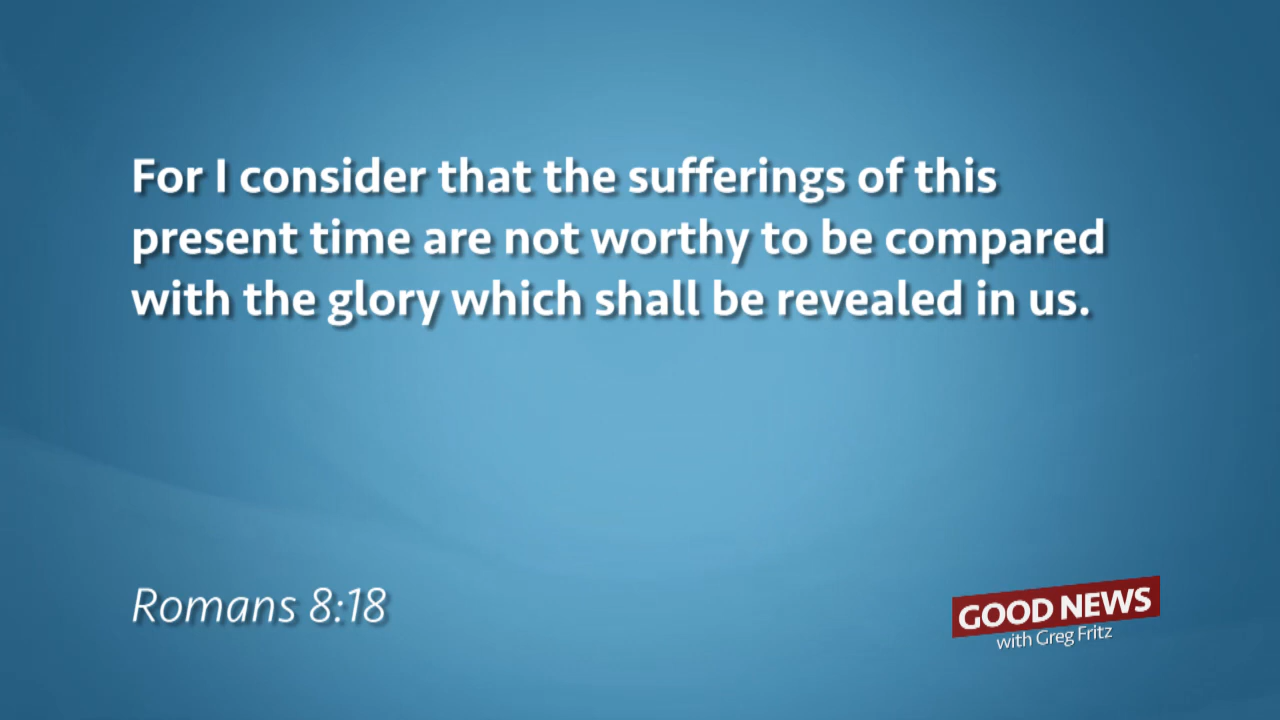 For I consider that the sufferings of this
present time are not worthy to be compared
with the glory which shall be revealed in us.
Romans 8:18
GOOD NEWS
with Greg Fritz